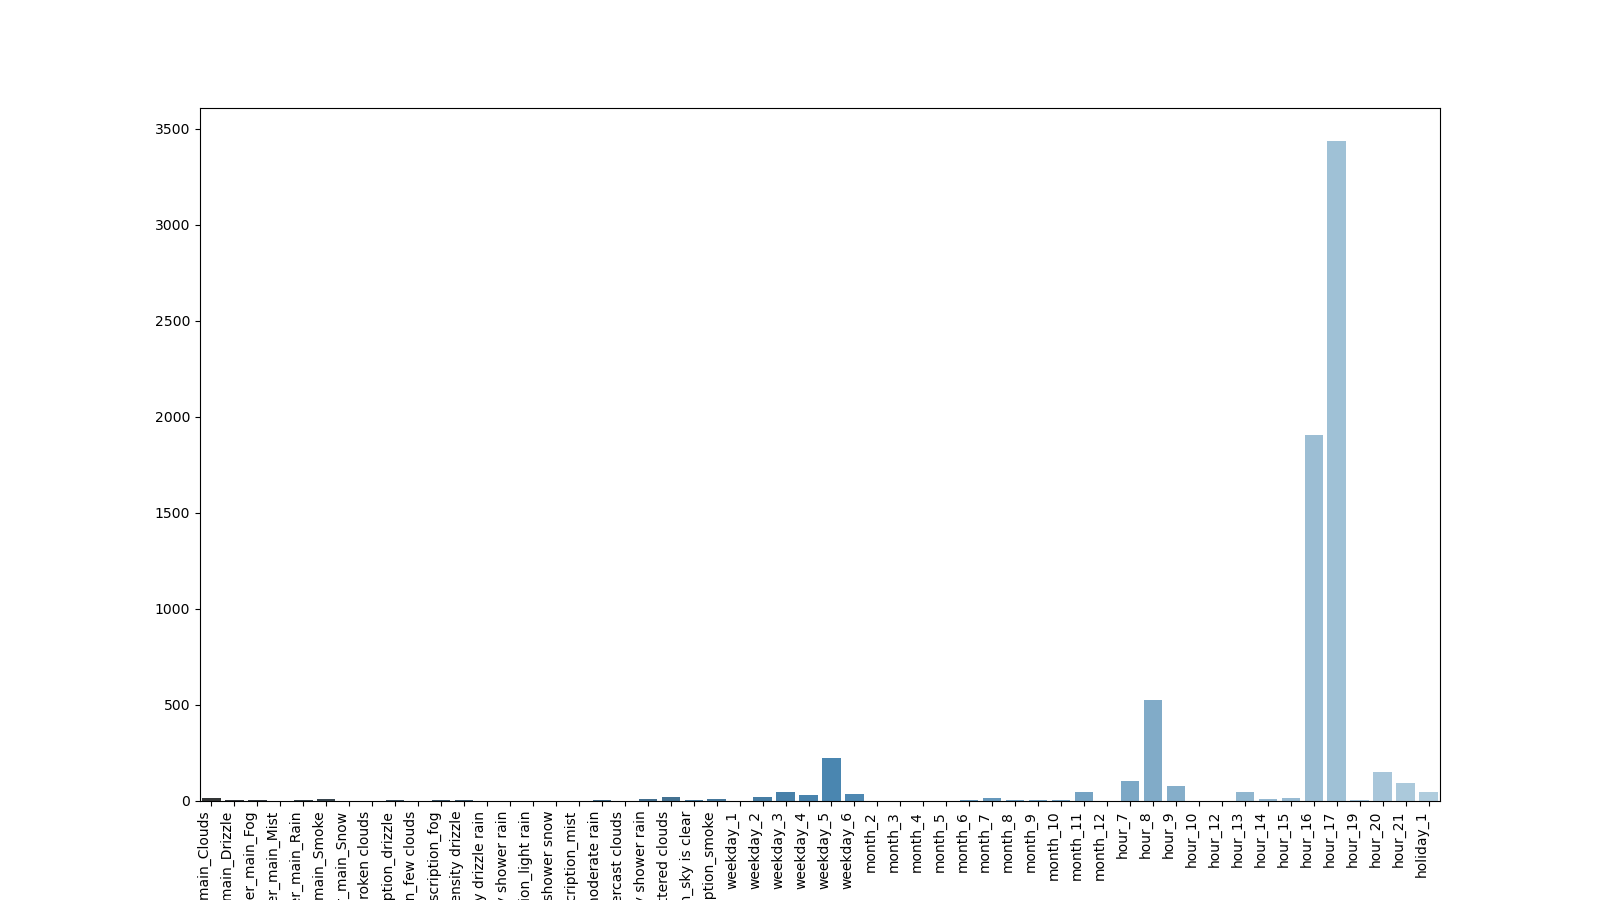 3500
3000
2500
2000
1500
1000
500
0
main_Clouds
main_Drizzle
er_main_Fog
er_main_Mist
er_main_Rain
main_Smoke
_main_Snow
roken clouds
ption_drizzle
n_few clouds
scription_fog
ensity drizzle
y drizzle rain
y shower rain
ion_light rain
shower snow
cription_mist
moderate rain
ercast clouds
y shower rain
ttered clouds
n_sky is clear
ption_smoke
weekday_1
weekday_2
weekday_3
weekday_4
weekday_5
weekday_6
month_2
month_3
month_4
month_5
month_6
month_7
month_8
month_9
month_10
month_11
month_12
hour_7
hour_8
hour_9
hour_10
hour_12
hour_13
hour_14
hour_15
hour_16
hour_17
hour_19
hour_20
hour_21
holiday_1